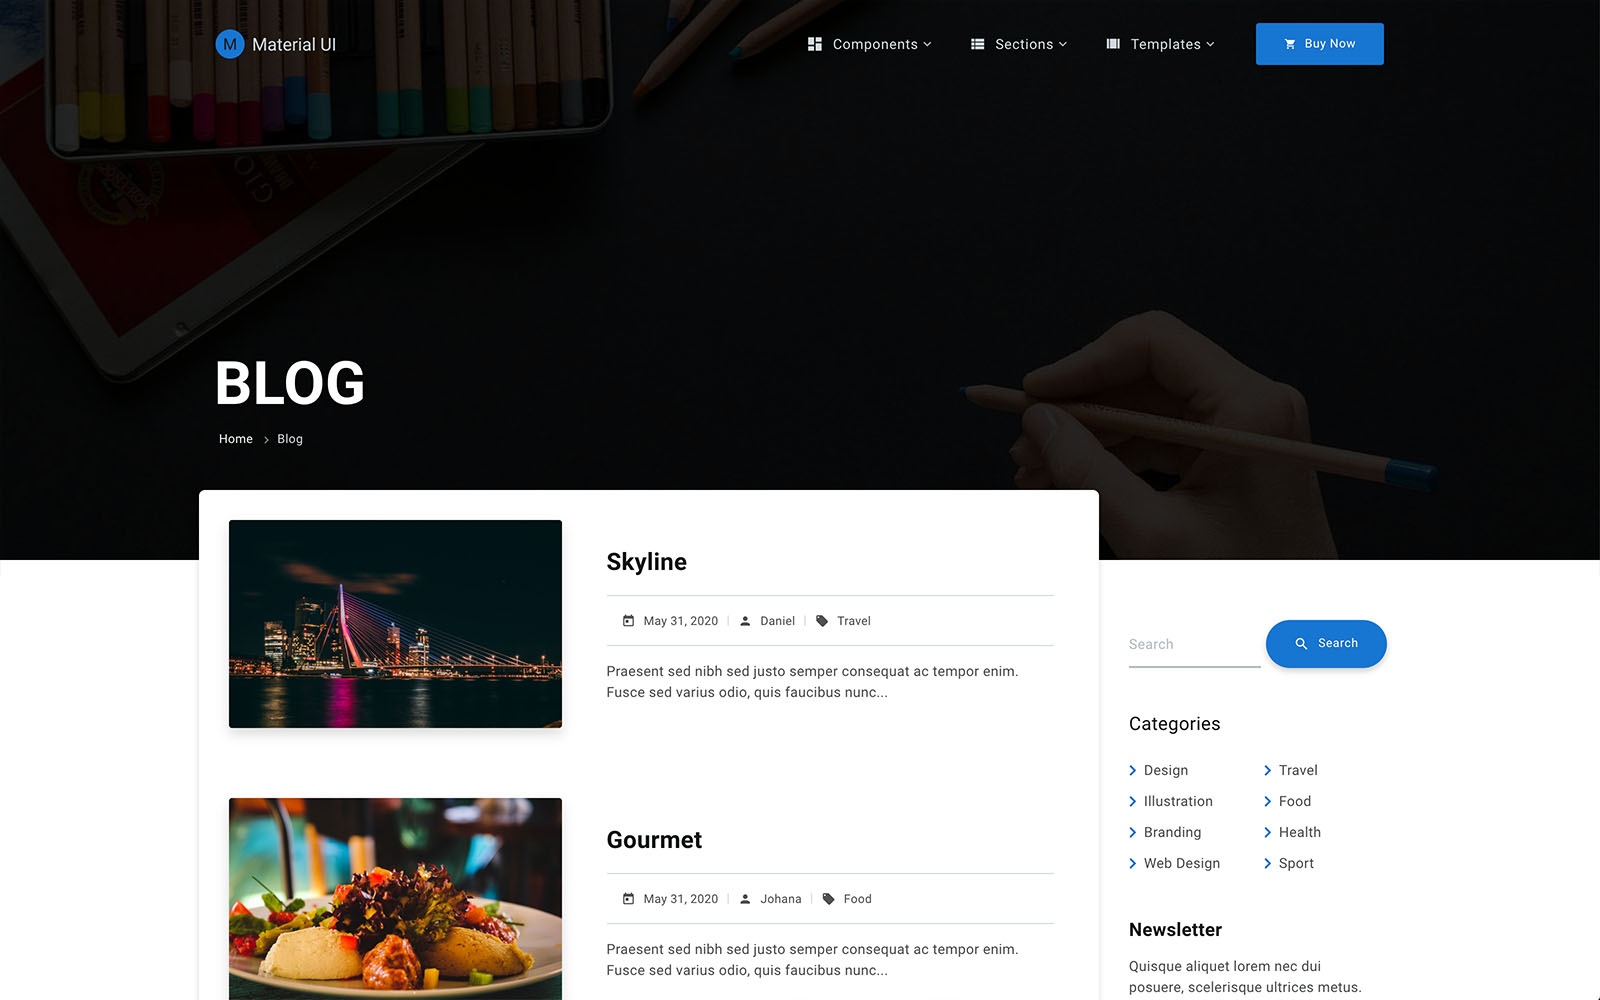 M Material UI
Components
Sections
Templates
Buy Now
BLOG
Home
Blog
Skyline
May 31, 2020
Daniel
Travel
Praesent sed nibh sed justo semper consequat ac tempor enim.
Fusce sed varius odio, quis faucibus nunc...
Gourmet
May 31, 2020
Johana
Food
Praesent sed nibh sed justo semper consequat ac tempor enim.
Fusce sed varius odio, quis faucibus nunc...
Search
Search
Categories
Design
Travel
Illustration
Food
Branding
Health
Web Design
Sport
Newsletter
Quisque aliquet lorem nec dui
posuere, scelerisque ultrices metus.